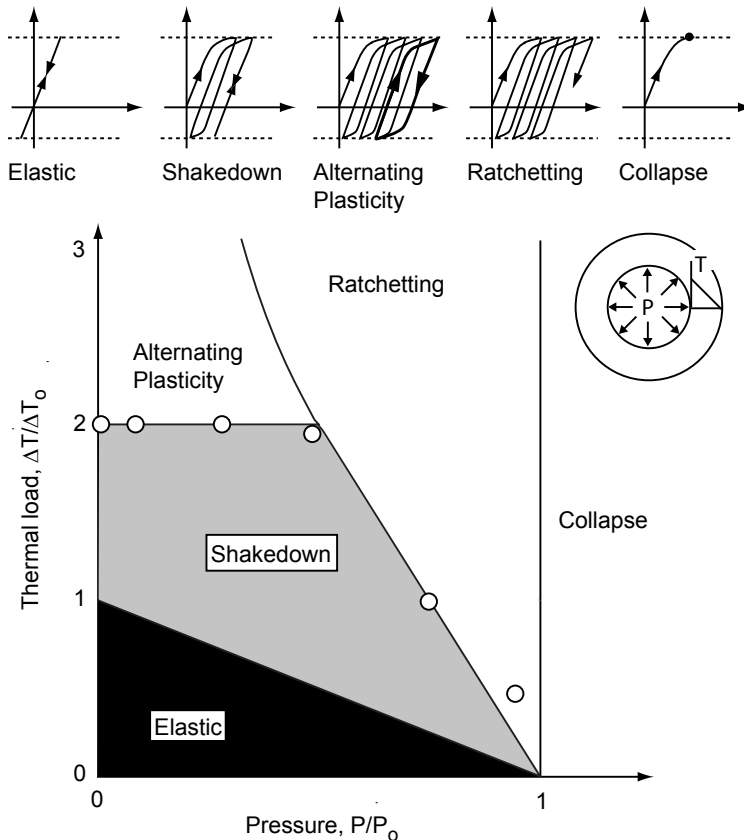 Elastic
Shakedown
Alternating
Plasticity
Ratchetting
Collapse
3
Ratchetting
T
P
Alternating
Plasticity
2
Thermal load, ΔT/ΔTo
Collapse
Shakedown
1
Elastic
0
0
1
Pressure, P/Po